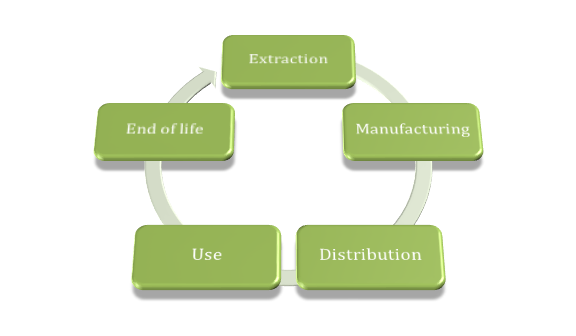 Extraction
Manufacturing
Distribution
Use
End of life